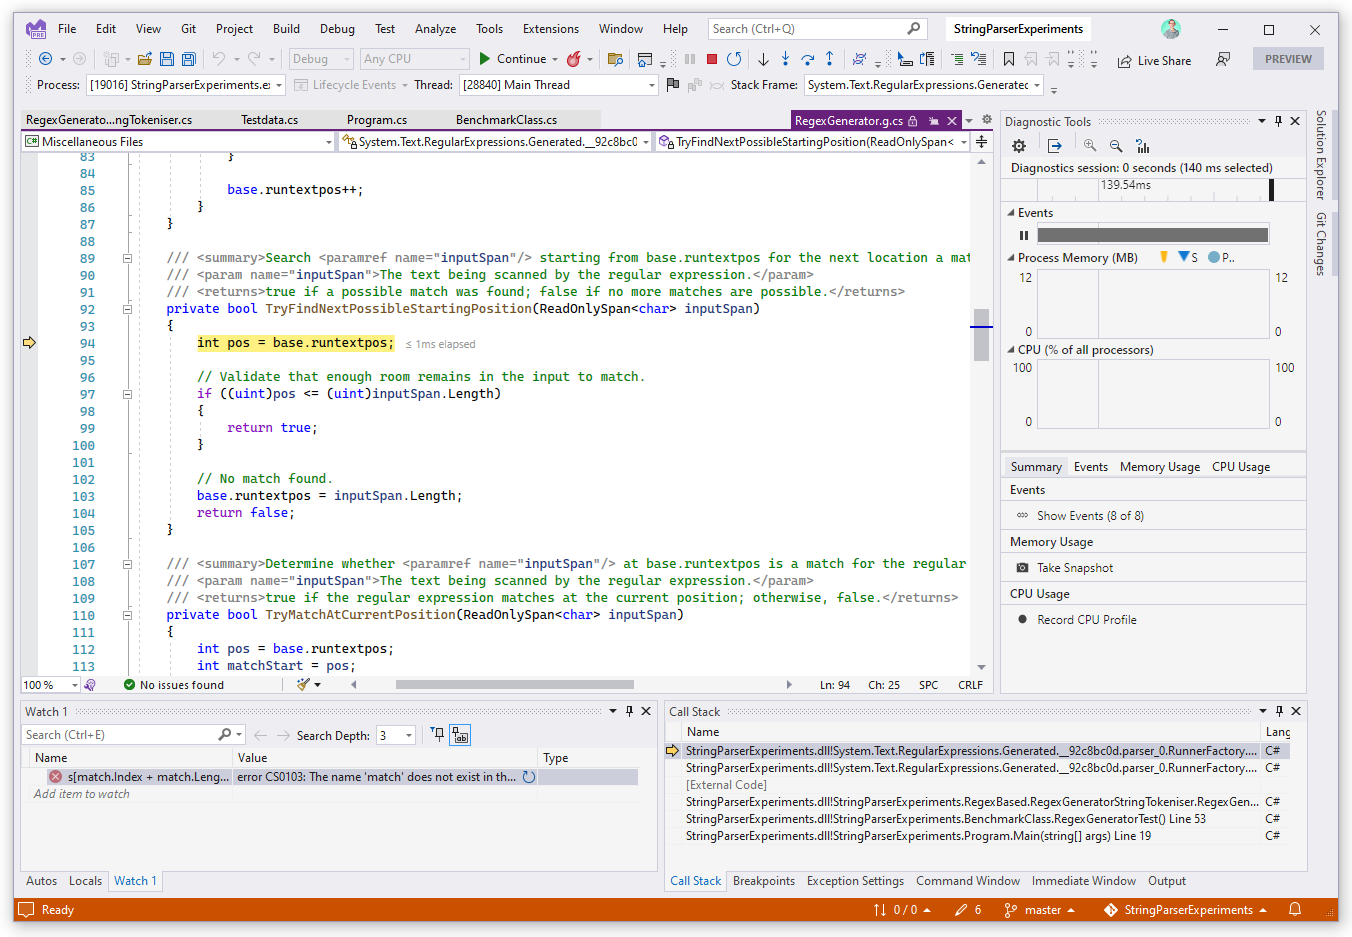 File Edit View Git Project Build Debug Test Analyze Tools Extensions Window Help Search (Ctrl+Q) StringParserExperiments
PRE
Debug Any CPU Continue Live Share PREVIEW
Process: [19016] StringParserExperiments.e Lifecycle Events Thread: [28840] Main Thread Stack Frame: System.Text.RegularExpressions.Generated
RegexGenerato...ngTokeniser.cs Testdata.cs Program.cs BenchmarkClass.cs RegexGenerator.g.cs
C# Miscellaneous Files System.Text.RegularExpressions.Generated.__92c8bc0 TryFindNextPossibleStartingPosition(ReadOnlySpan<
83 }
84
85 base.runtextpos++;
86 }
87 }
88
89 /// <summary>Search <paramref name="inputSpan"/> starting from base.runtextpos for the next location a mat
90 /// <param name="inputSpan">The text being scanned by the regular expression.</param>
91 /// <returns>true if a possible match was found; false if no more matches are possible.</returns>
92 private bool TryFindNextPossibleStartingPosition(ReadOnlySpan<char> inputSpan)
93 {
94 int pos = base.runtextpos; ≤ 1ms elapsed
95
96 // Validate that enough room remains in the input to match.
97 if ((uint)pos <= (uint)inputSpan.Length)
98 {
99 return true;
100 }
101
102 // No match found.
103 base.runtextpos = inputSpan.Length;
104 return false;
105 }
106
107 /// <summary>Determine whether <paramref name="inputSpan"/> at base.runtextpos is a match for the regular
108 /// <param name="inputSpan">The text being scanned by the regular expression.</param>
109 /// <returns>true if the regular expression matches at the current position; otherwise, false.</returns>
110 private bool TryMatchAtCurrentPosition(ReadOnlySpan<char> inputSpan)
111 {
112 int pos = base.runtextpos;
113 int matchStart = pos;
100 % No issues found Ln: 94 Ch: 25 SPC CRLF
Diagnostic Tools
Diagnostics session: 0 seconds (140 ms selected)
139.54ms
Events
Process Memory (MB) S P..
12 12
0 0
CPU (% of all processors)
100 100
0 0
Summary Events Memory Usage CPU Usage
Events
Show Events (8 of 8)
Memory Usage
Take Snapshot
CPU Usage
Record CPU Profile
Solution Explorer
Git Changes
Watch 1
Search (Ctrl+E) Search Depth: 3
Name Value Type
s[match.Index + match.Leng... error CS0103: The name 'match' does not exist in th...
Add item to watch
Autos Locals Watch 1
Call Stack
Name Lang
StringParserExperiments.dll!System.Text.RegularExpressions.Generated.__92c8bc0d.parser_0.RunnerFactory.... C#
StringParserExperiments.dll!System.Text.RegularExpressions.Generated.__92c8bc0d.parser_0.RunnerFactory.... C#
[External Code]
StringParserExperiments.dll!StringParserExperiments.RegexBased.RegexGeneratorStringTokeniser.RegexGen... C#
StringParserExperiments.dll!StringParserExperiments.BenchmarkClass.RegexGeneratorTest() Line 53 C#
StringParserExperiments.dll!StringParserExperiments.Program.Main(string[] args) Line 19 C#
Call Stack Breakpoints Exception Settings Command Window Immediate Window Output
Ready 0 / 0 6 master StringParserExperiments